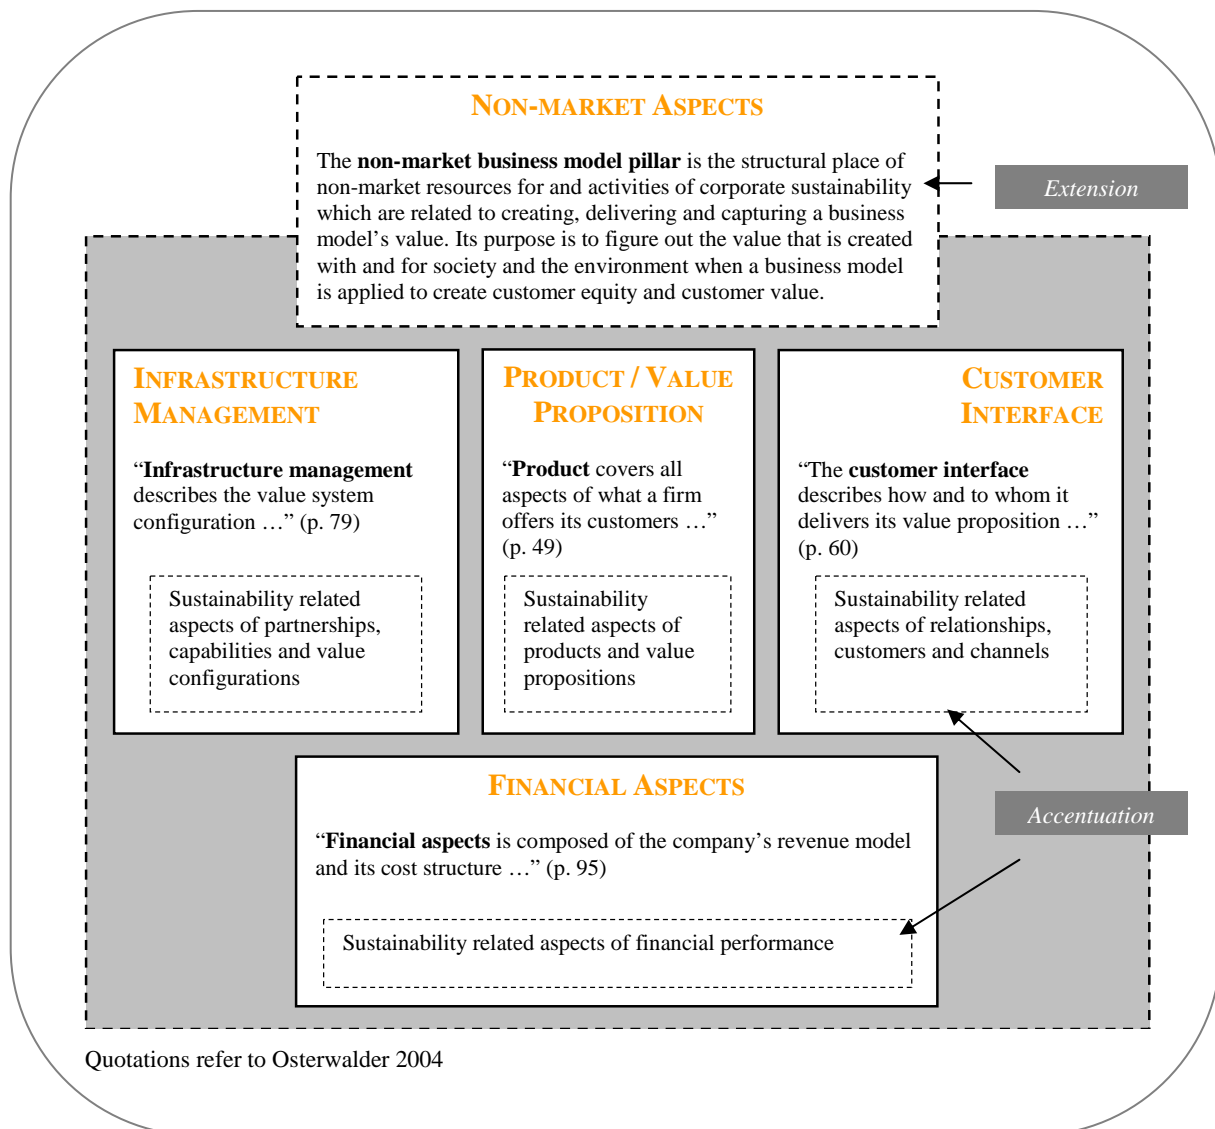 NON-MARKET ASPECTS
The non-market business model pillar is the structural place of
non-market resources for and activities of corporate sustainability
which are related to creating, delivering and capturing a business
model’s value. Its purpose is to figure out the value that is created
with and for society and the environment when a business model
is applied to create customer equity and customer value.
Extension
INFRASTRUCTURE
MANAGEMENT
“Infrastructure management
describes the value system
configuration …” (p. 79)
Sustainability related
aspects of partnerships,
capabilities and value
configurations
PRODUCT / VALUE
PROPOSITION
“Product covers all
aspects of what a firm
offers its customers …”
(p. 49)
Sustainability
related aspects of
products and value
propositions
CUSTOMER
INTERFACE
“The customer interface
describes how and to whom it
delivers its value proposition …”
(p. 60)
Sustainability related
aspects of relationships,
customers and channels
FINANCIAL ASPECTS
“Financial aspects is composed of the company’s revenue model
and its cost structure …” (p. 95)
Sustainability related aspects of financial performance
Accentuation
Quotations refer to Osterwalder 2004